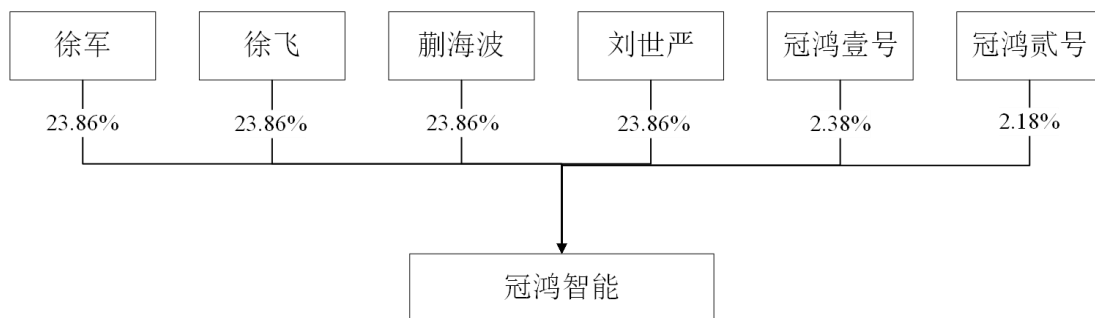 徐军
徐飞
蒯海波
刘世严
冠鸿壹号
冠鸿贰号
23.86%
23.86%
23.86%
23.86%
2.38%
2.18%
冠鸿智能